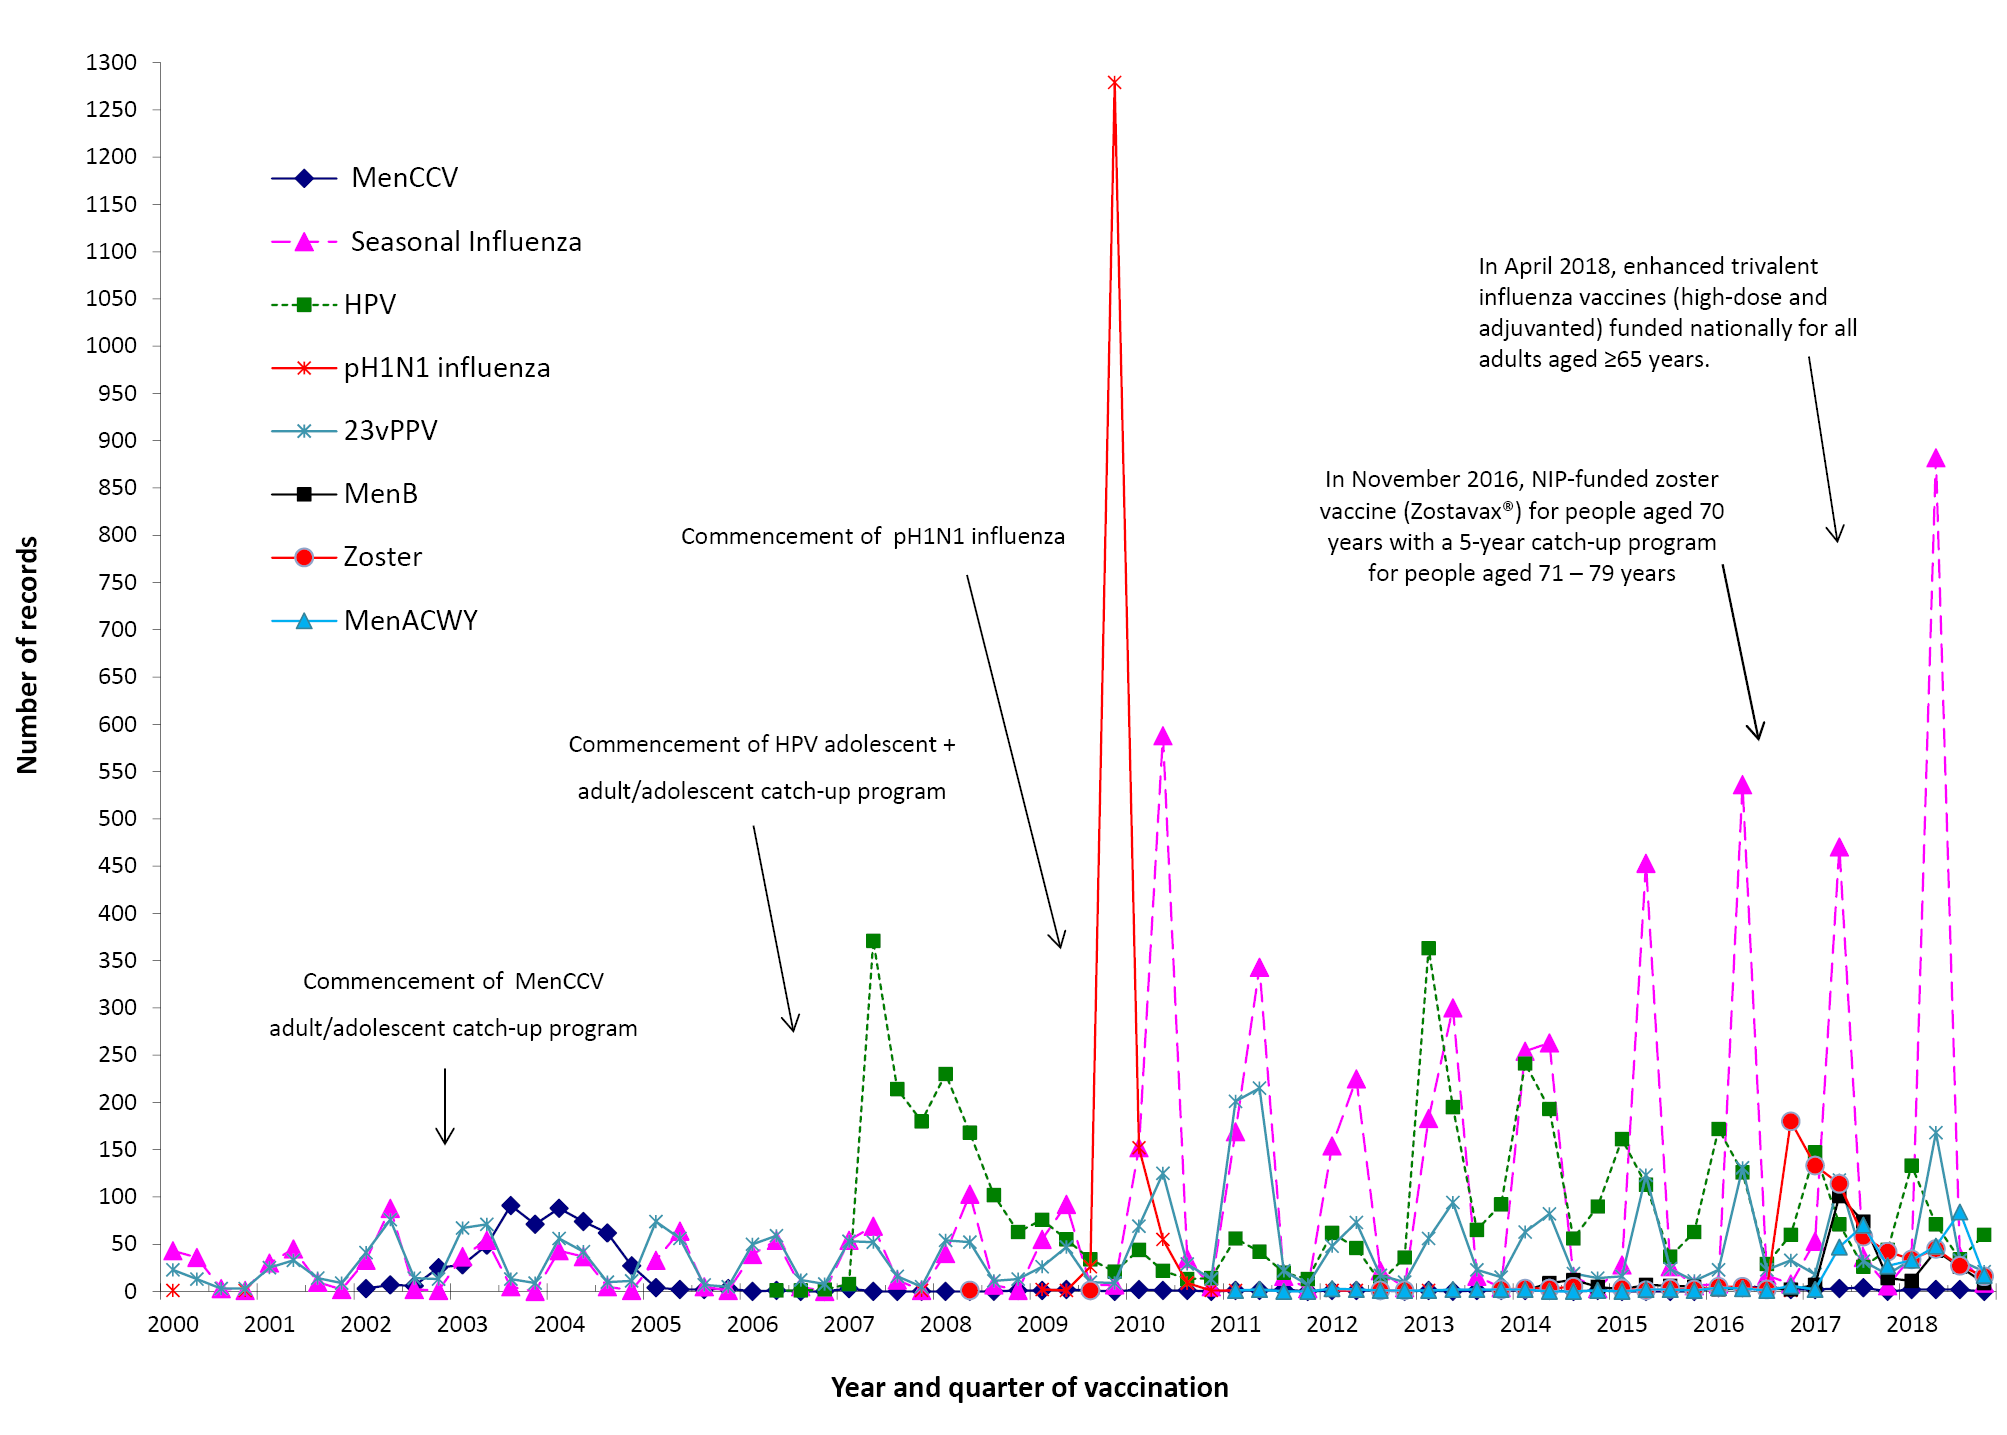 1300
1250
1200
1150
1100
1050
1000
950
900
850
800
750
700
650
600
550
500
450
400
350
300
250
200
150
100
50
0
Number of records
MenCCV
Seasonal Influenza
HPV
pH1N1 influenza
23vPPV
MenB
Zoster
MenACWY
Commencement of MenCCV
adult/adolescent catch-up program
Commencement of HPV adolescent +
adult/adolescent catch-up program
Commencement of pH1N1 influenza
In November 2016, NIP-funded zoster
vaccine (Zostavax®) for people aged 70
years with a 5-year catch-up program
for people aged 71 – 79 years
In April 2018, enhanced trivalent
influenza vaccines (high-dose and
adjuvanted) funded nationally for all
adults aged ≥65 years.
2000 2001 2002 2003 2004 2005 2006 2007 2008 2009 2010 2011 2012 2013 2014 2015 2016 2017 2018
Year and quarter of vaccination